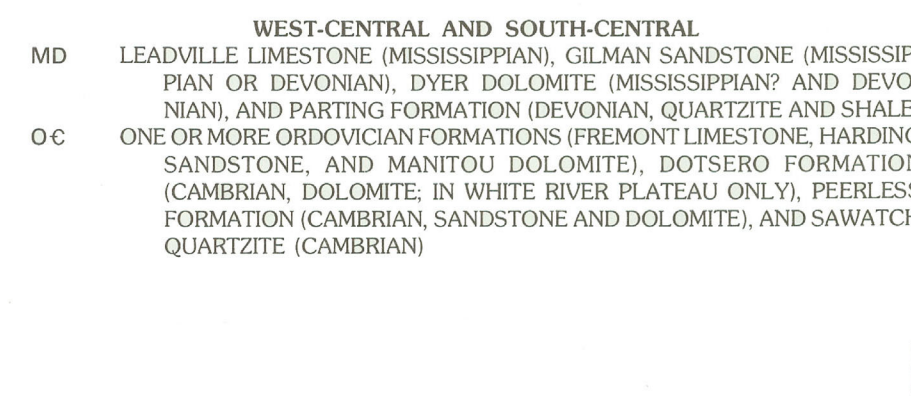 WEST-CENTRAL AND SOUTH-CENTRAL
MD LEADVILLE LIMESTONE (MISSISSIPPIAN), GILMAN SANDSTONE (MISSISSIP
PIAN OR DEVONIAN), DYER DOLOMITE (MISSISSIPPIAN? AND DEVO
NIAN), AND PARTING FORMATION (DEVONIAN, QUARTZITE AND SHALE
O€ ONE OR MORE ORDOVICIAN FORMATIONS (FREMONT LIMESTONE, HARDING
SANDSTONE, AND MANITOU DOLOMITE), DOTSERO FORMATION
(CAMBRIAN, DOLOMITE; IN WHITE RIVER PLATEAU ONLY), PEERLESS
FORMATION (CAMBRIAN, SANDSTONE AND DOLOMITE), AND SAWATCH
QUARTZITE (CAMBRIAN)